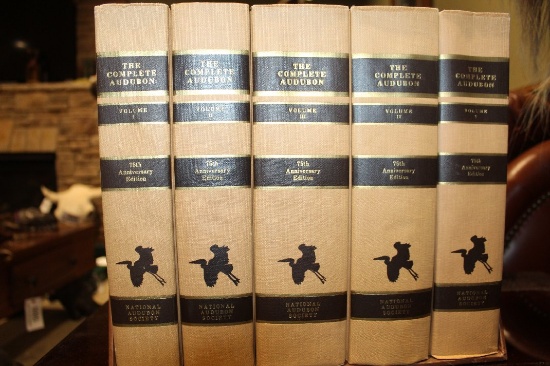 THE
COMPLETE
AUDUBON
VOLUME
I
75th
Anniversary
Edition
NATIONAL
AUDUBON
SOCIETY
THE
COMPLETE
AUDUBON
VOLUME
II
75th
Anniversary
Edition
NATIONAL
AUDUBON
SOCIETY
THE
COMPLETE
AUDUBON
VOLUME
III
75th
Anniversary
Edition
NATIONAL
AUDUBON
SOCIETY
THE
COMPLETE
AUDUBON
VOLUME
IV
75th
Anniversary
Edition
NATIONAL
AUDUBON
SOCIETY
THE
COMPLETE
AUDUBON
VOLUME
75th
Anniversary
Edition
NATIONAL
AUDUBON
SOCIETY